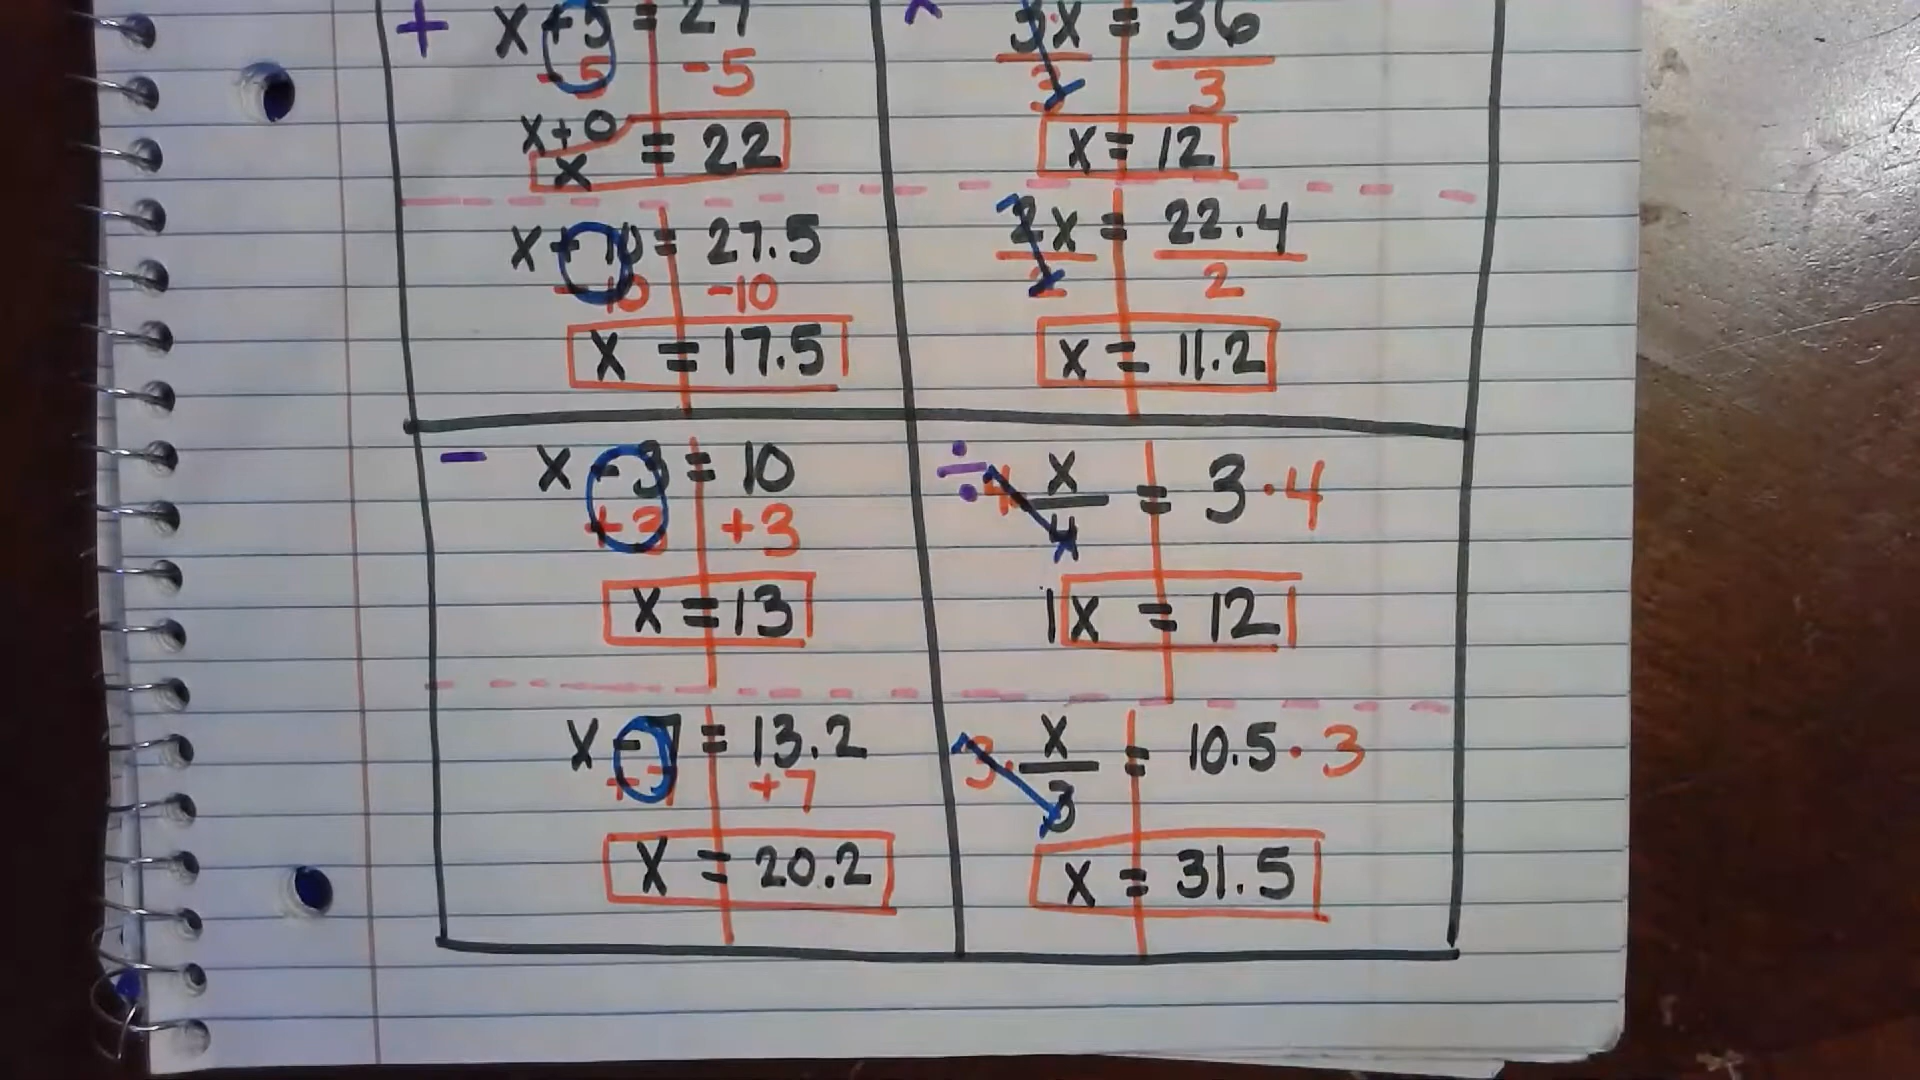 + x + 5 = 27
- 5 - 5
x + 0
x = 22
x + 10 = 27.5
- 10 -10
x = 17.5
x 3x = 36
3 3
x = 12
2x = 22.4
2 2
x = 11.2
- x - 3 = 10
+ 3 + 3
x = 13
x - 7 = 13.2
+ 7 + 7
x = 20.2
÷ 4 · x = 3 · 4
4
1x = 12
3 · x = 10.5 · 3
3
x = 31.5